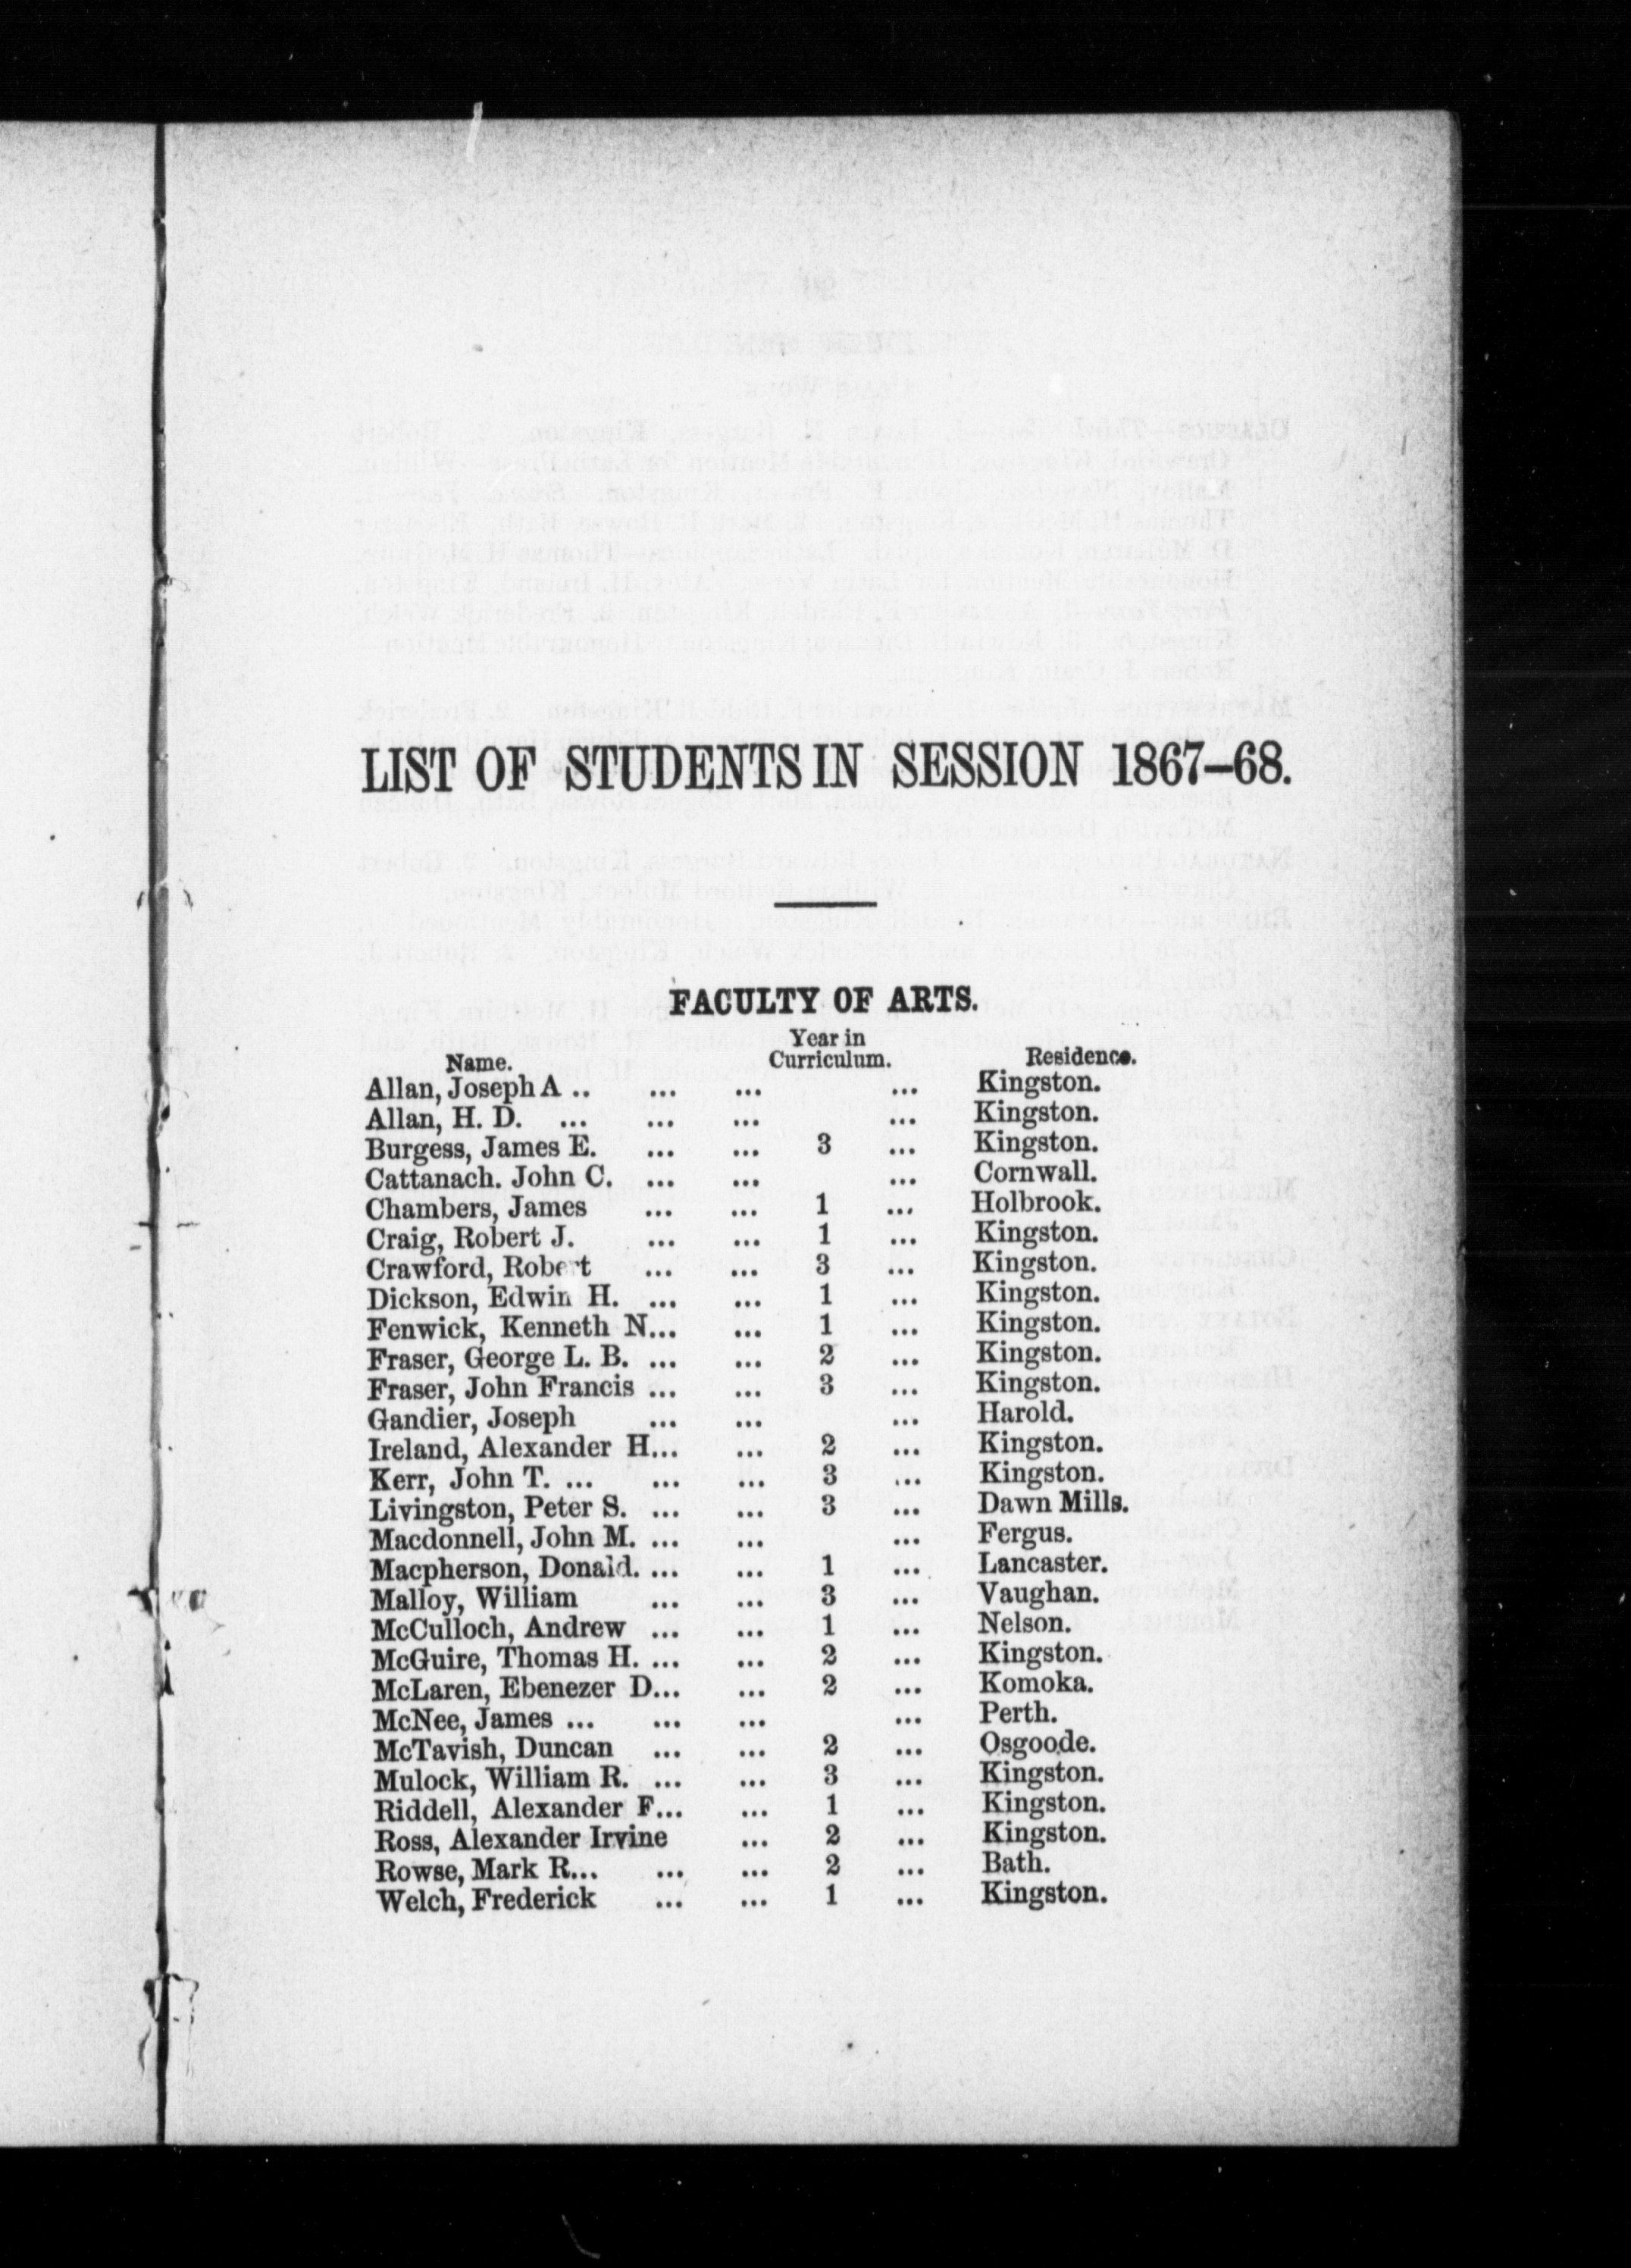 LIST OF STUDENTS IN SESSION 1867–68.
FACULTY OF ARTS.
Name. Year in Curriculum. Residence.
Allan, Joseph A .. ... ... ... Kingston.
Allan, H. D. ... ... ... ... Kingston.
Burgess, James E. ... ... 3 ... Kingston.
Cattanach. John C. ... ... ... Cornwall.
Chambers, James ... ... 1 ... Holbrook.
Craig, Robert J. ... ... 1 ... Kingston.
Crawford, Robert ... ... 3 ... Kingston.
Dickson, Edwin H. ... ... 1 ... Kingston.
Fenwick, Kenneth N... ... 1 ... Kingston.
Fraser, George L. B. ... ... 2 ... Kingston.
Fraser, John Francis ... ... 3 ... Kingston.
Gandier, Joseph ... ... ... Harold.
Ireland, Alexander H... ... 2 ... Kingston.
Kerr, John T. ... ... ... 3 ... Kingston.
Livingston, Peter S. ... ... 3 ... Dawn Mills.
Macdonnell, John M. ... ... ... Fergus.
Macpherson, Donald. ... ... 1 ... Lancaster.
Malloy, William ... ... 3 ... Vaughan.
McCulloch, Andrew ... ... 1 ... Nelson.
McGuire, Thomas H. ... ... 2 ... Kingston.
McLaren, Ebenezer D... ... 2 ... Komoka.
McNee, James ... ... ... ... Perth.
McTavish, Duncan ... ... 2 ... Osgoode.
Mulock, William R. ... ... 3 ... Kingston.
Riddell, Alexander F... ... 1 ... Kingston.
Ross, Alexander Irvine ... 2 ... Kingston.
Rowse, Mark R... ... ... 2 ... Bath.
Welch, Frederick ... ... 1 ... Kingston.